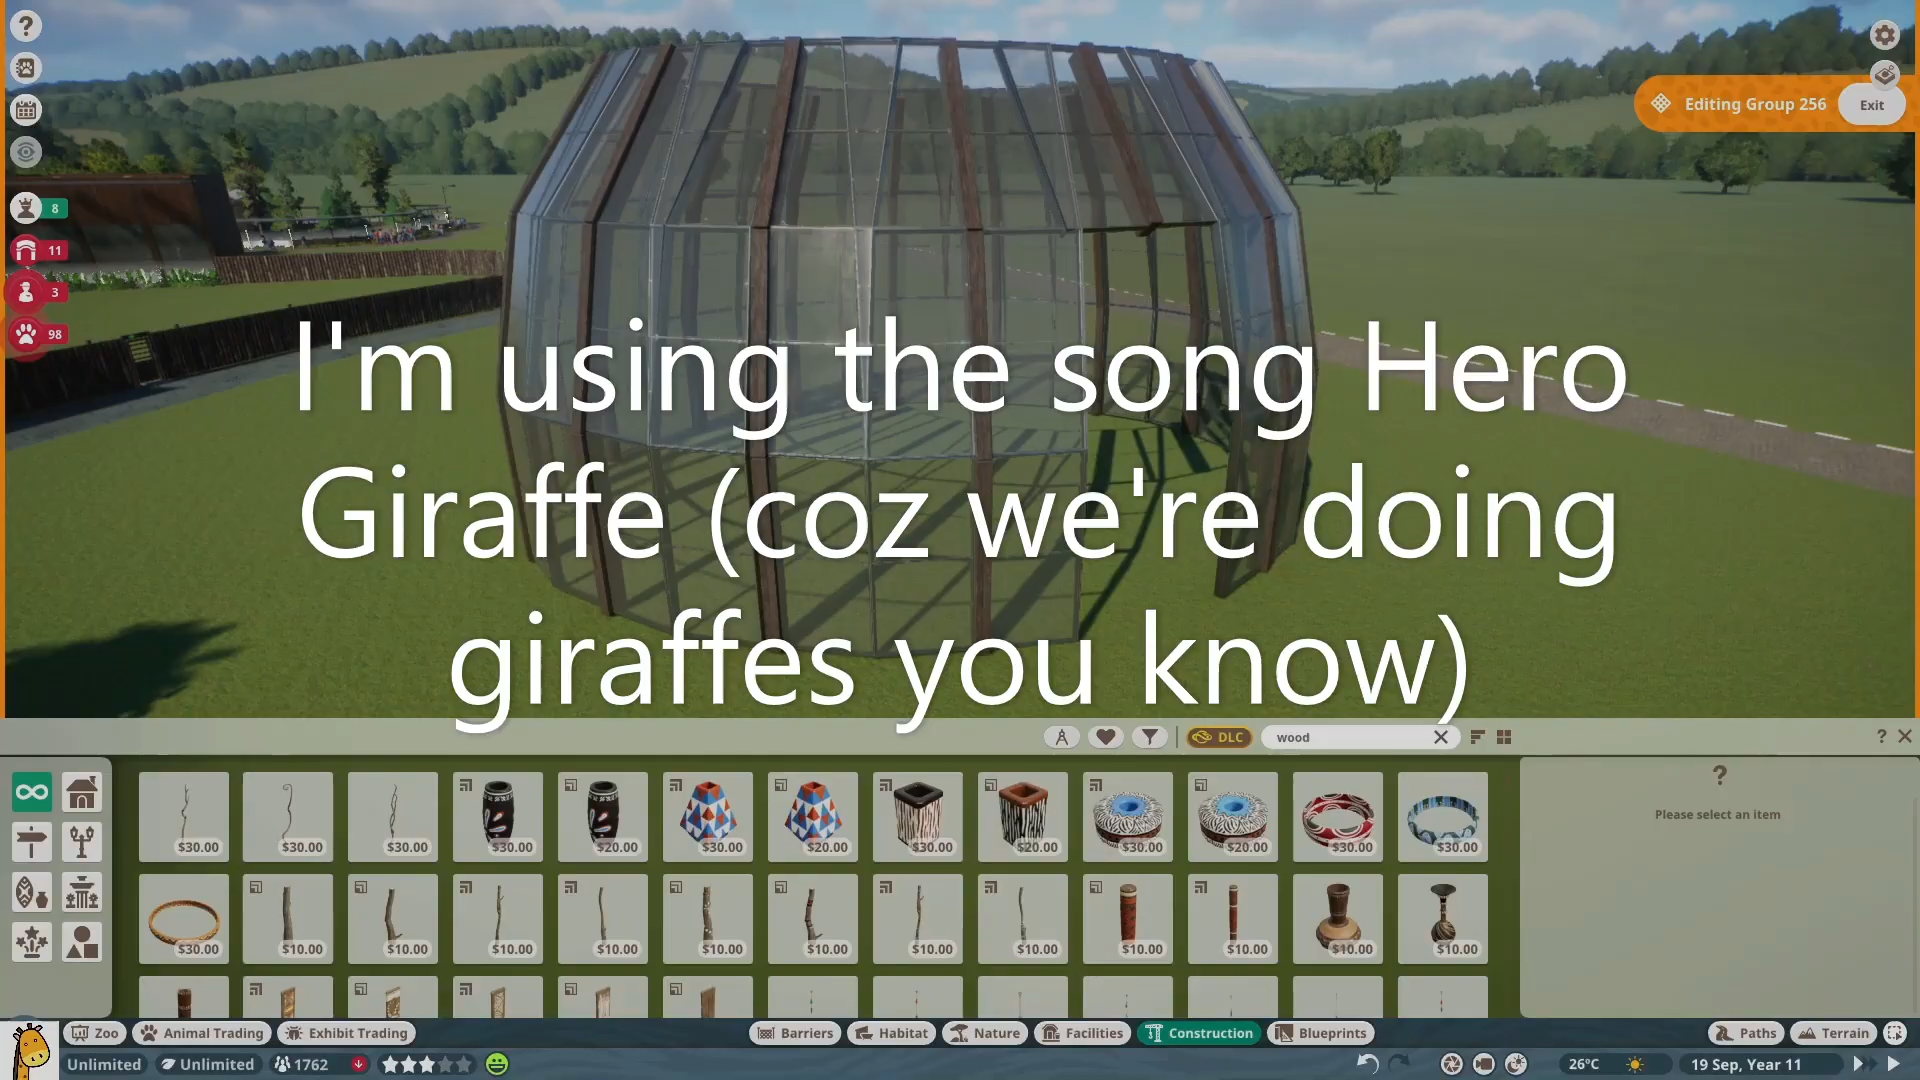 Editing Group 256
Exit
8
11
3
98
I'm using the song Hero
Giraffe (coz we're doing
giraffes you know)
DLC
wood
?
Please select an item
$30.00 $30.00 $30.00 $30.00 $20.00 $30.00 $20.00 $30.00 $20.00 $30.00 $20.00 $30.00 $30.00
$30.00 $10.00 $10.00 $10.00 $10.00 $10.00 $10.00 $10.00 $10.00 $10.00 $10.00 $10.00 $10.00
Zoo Animal Trading Exhibit Trading Barriers Habitat Nature Facilities Construction Blueprints Paths Terrain
Unlimited Unlimited 1762 26°C 19 Sep, Year 11